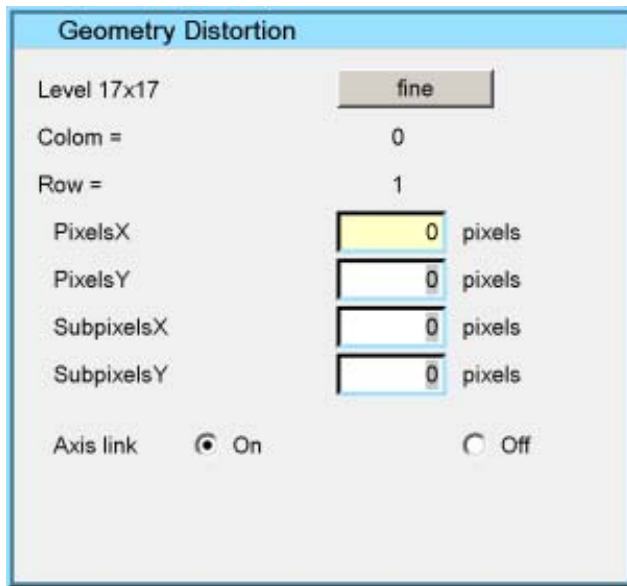 Geometry Distortion
Level 17x17 fine
Colom = 0
Row = 1
PixelsX 0 pixels
PixelsY 0 pixels
SubpixelsX 0 pixels
SubpixelsY 0 pixels
Axis link On Off